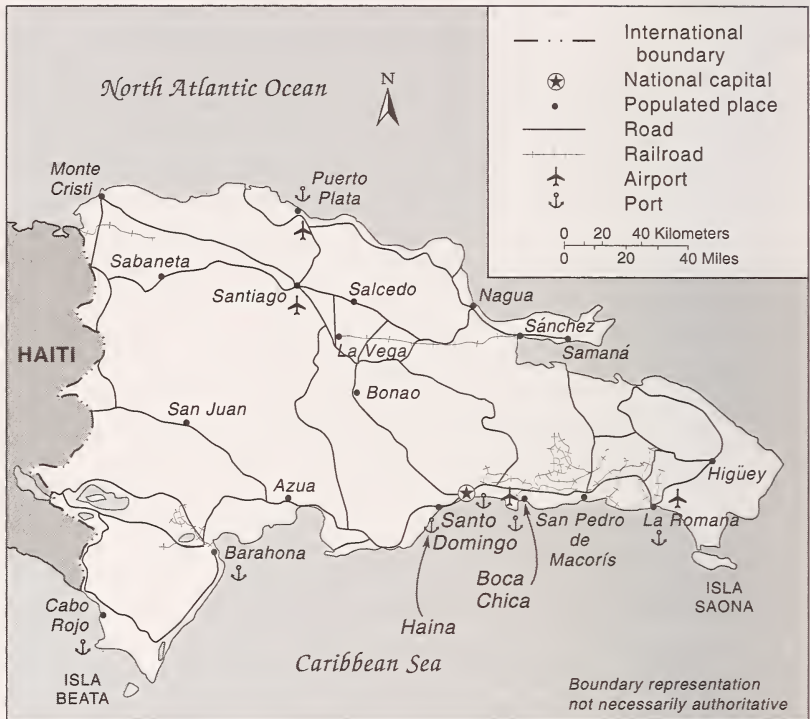 North Atlantic Ocean
N
International
boundary
National capital
Populated place
Road
Railroad
Airport
Port
0 20 40 Kilometers
0 20 40 Miles
Monte
Cristi
Puerto
Plata
Sabaneta
Santiago
Salcedo
Nagua
Sánchez
Samaná
La Vega
HAITI
Bonao
San Juan
Azua
Higüey
Santo
Domingo
San Pedro
de
Macorís
La Romana
Barahona
Boca
Chica
Haina
ISLA
SAONA
Cabo
Rojo
ISLA
BEATA
Caribbean Sea
Boundary representation
not necessarily authoritative